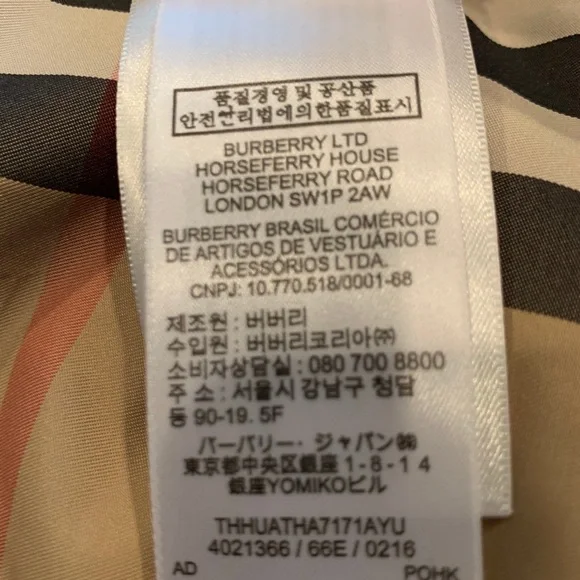 품질경영 및 공산품
안전관리법에의한품질표시
BURBERRY LTD
HORSEFERRY HOUSE
HORSEFERRY ROAD
LONDON SW1P 2AW
BURBERRY BRASIL COMÉRCIO
DE ARTIGOS DE VESTUÁRIO E
ACESSÓRIOS LTDA.
CNPJ: 10.770.518/0001-68
제조원 : 버버리
수입원 : 버버리코리아㈜
소비자상담실 : 080 700 8800
주 소 : 서울시 강남구 청담
동 90-19. 5F
バーバリー・ジャパン㈱
東京都中央区銀座 1 - 8 - 1 4
銀座YOMIKOビル
THHUATHA7171AYU
4021366 / 66E / 0216
AD POHK